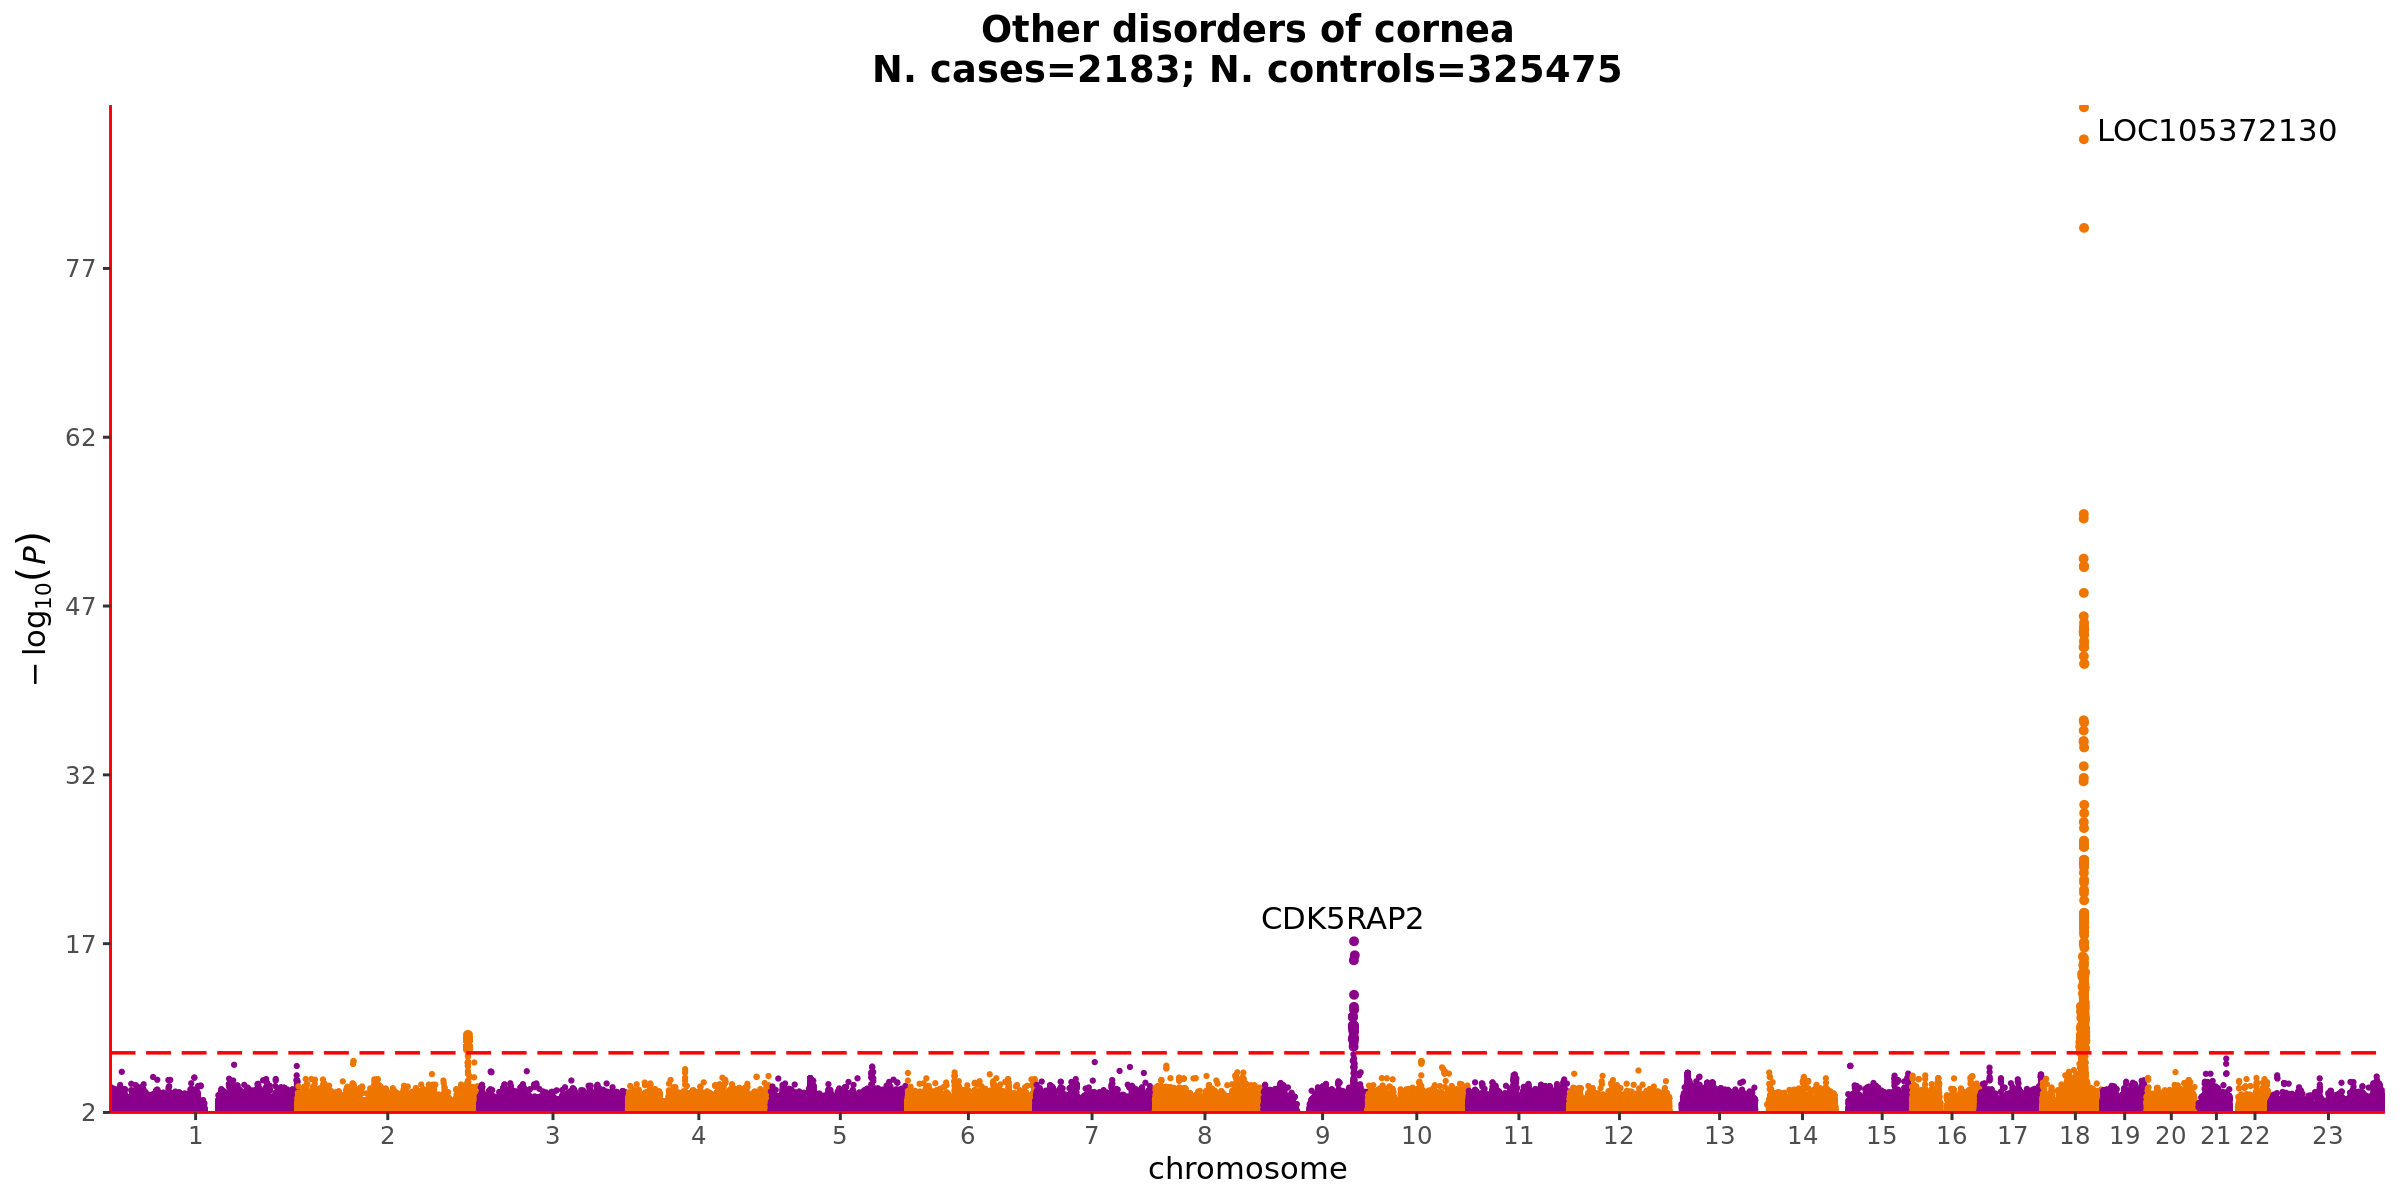 Other disorders of cornea
N. cases=2183; N. controls=325475
LOC105372130
77
62
47
32
17
2
−log10(P)
CDK5RAP2
1 2 3 4 5 6 7 8 9 10 11 12 13 14 15 16 17 18 19 20 21 22 23
chromosome